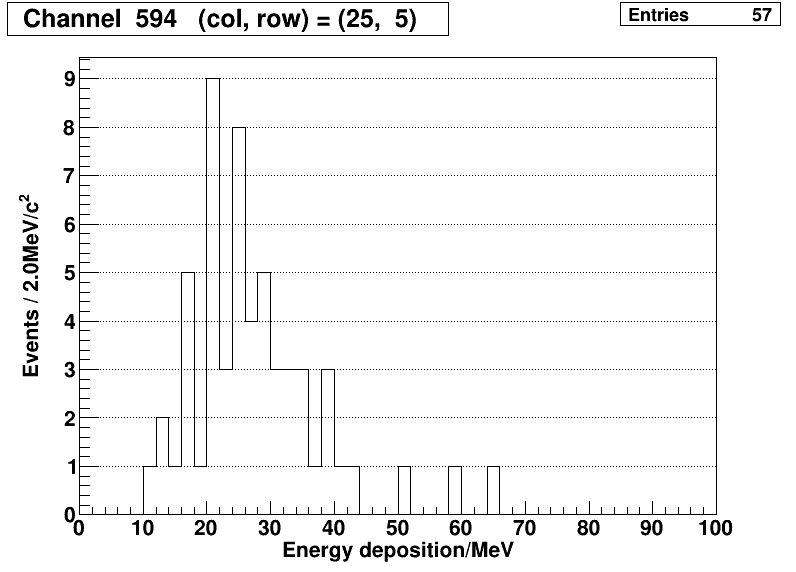 Channel 594 (col, row) = (25, 5)
Entries 57
Events / 2.0MeV/c²
9
8
7
6
5
4
3
2
1
0
0 10 20 30 40 50 60 70 80 90 100
Energy deposition/MeV